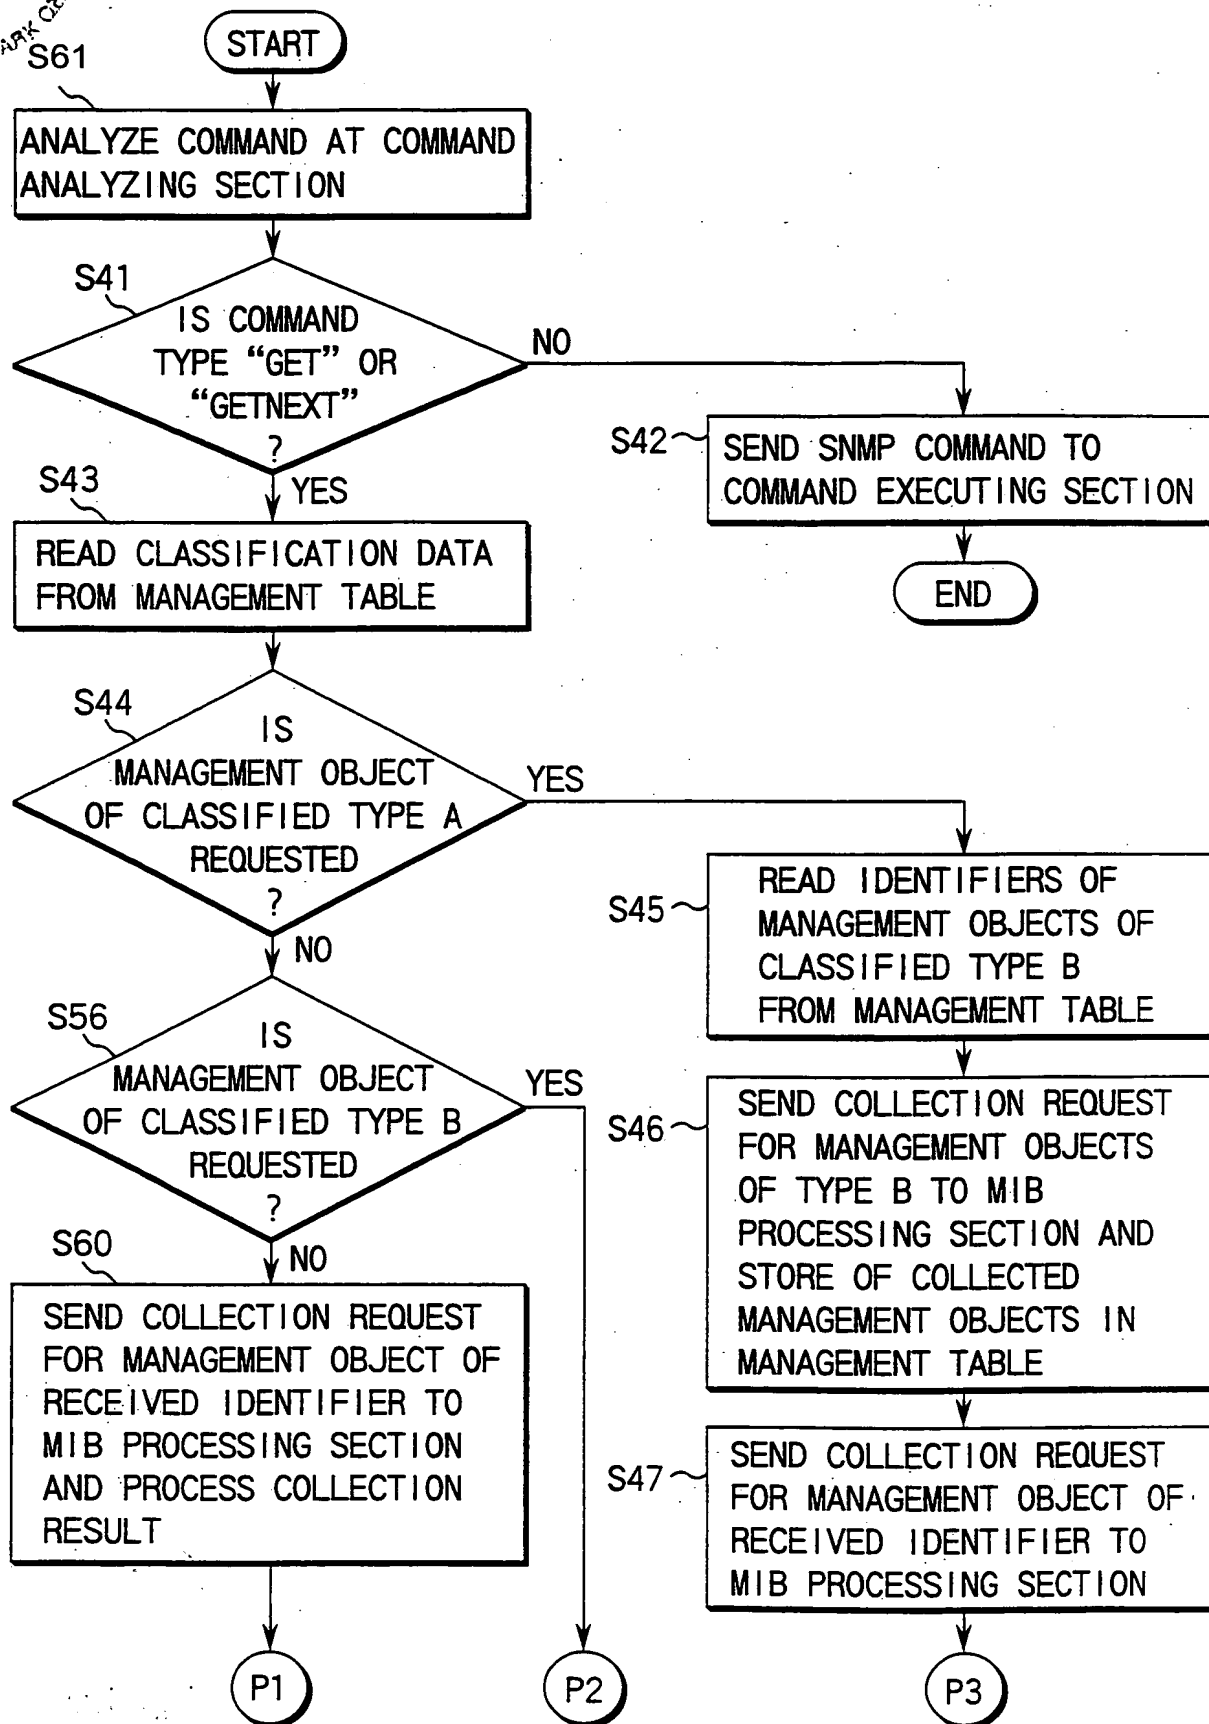 START
S61
ANALYZE COMMAND AT COMMAND
ANALYZING SECTION
S41
IS COMMAND
TYPE “GET” OR
“GETNEXT”
?
NO
YES
S42
SEND SNMP COMMAND TO
COMMAND EXECUTING SECTION
END
S43
READ CLASSIFICATION DATA
FROM MANAGEMENT TABLE
S44
IS
MANAGEMENT OBJECT
OF CLASSIFIED TYPE A
REQUESTED
?
YES
NO
S45
READ IDENTIFIERS OF
MANAGEMENT OBJECTS OF
CLASSIFIED TYPE B
FROM MANAGEMENT TABLE
S56
IS
MANAGEMENT OBJECT
OF CLASSIFIED TYPE B
REQUESTED
?
YES
NO
S46
SEND COLLECTION REQUEST
FOR MANAGEMENT OBJECTS
OF TYPE B TO MIB
PROCESSING SECTION AND
STORE OF COLLECTED
MANAGEMENT OBJECTS IN
MANAGEMENT TABLE
S60
SEND COLLECTION REQUEST
FOR MANAGEMENT OBJECT OF
RECEIVED IDENTIFIER TO
MIB PROCESSING SECTION
AND PROCESS COLLECTION
RESULT
S47
SEND COLLECTION REQUEST
FOR MANAGEMENT OBJECT OF
RECEIVED IDENTIFIER TO
MIB PROCESSING SECTION
P1
P2
P3